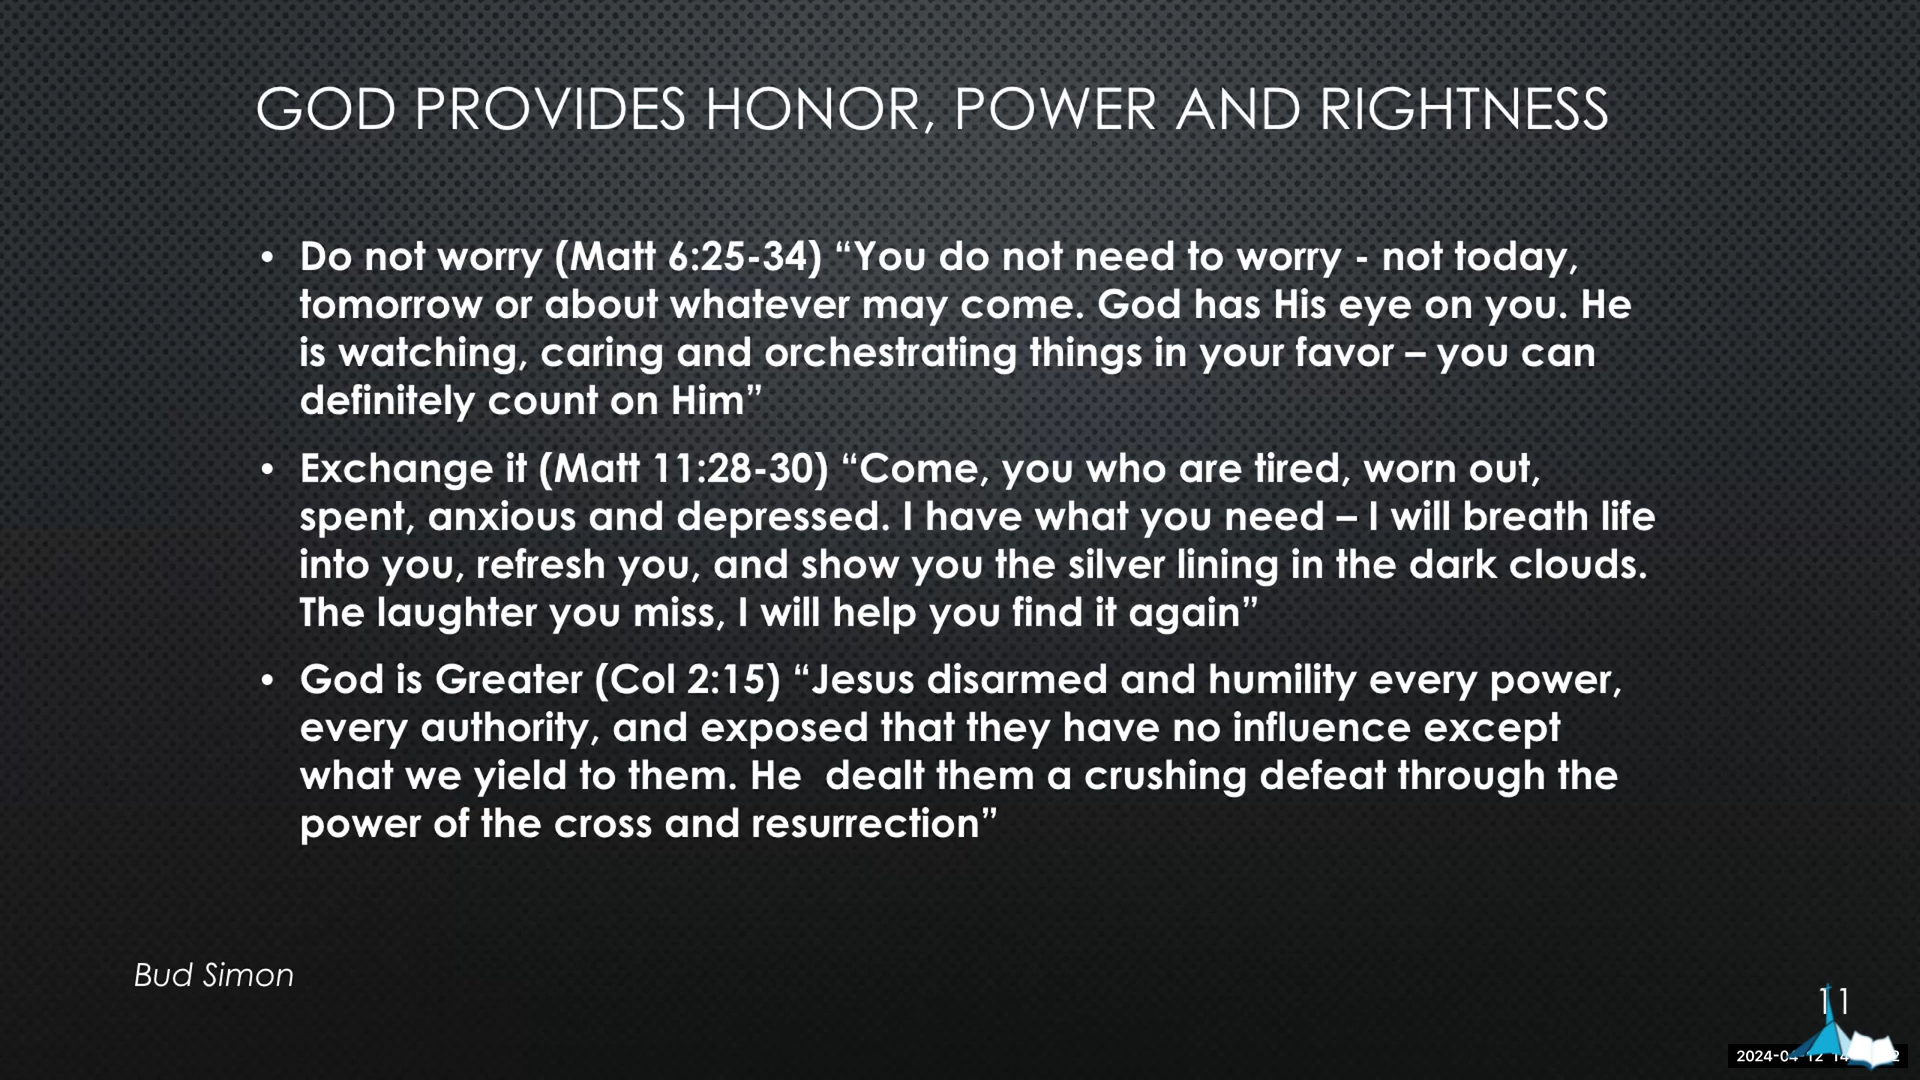 GOD PROVIDES HONOR, POWER AND RIGHTNESS
• Do not worry (Matt 6:25-34) “You do not need to worry - not today,
tomorrow or about whatever may come. God has His eye on you. He
is watching, caring and orchestrating things in your favor – you can
definitely count on Him”
• Exchange it (Matt 11:28-30) “Come, you who are tired, worn out,
spent, anxious and depressed. I have what you need – I will breath life
into you, refresh you, and show you the silver lining in the dark clouds.
The laughter you miss, I will help you find it again”
• God is Greater (Col 2:15) “Jesus disarmed and humility every power,
every authority, and exposed that they have no influence except
what we yield to them. He  dealt them a crushing defeat through the
power of the cross and resurrection”
Bud Simon
11
2024-04-12